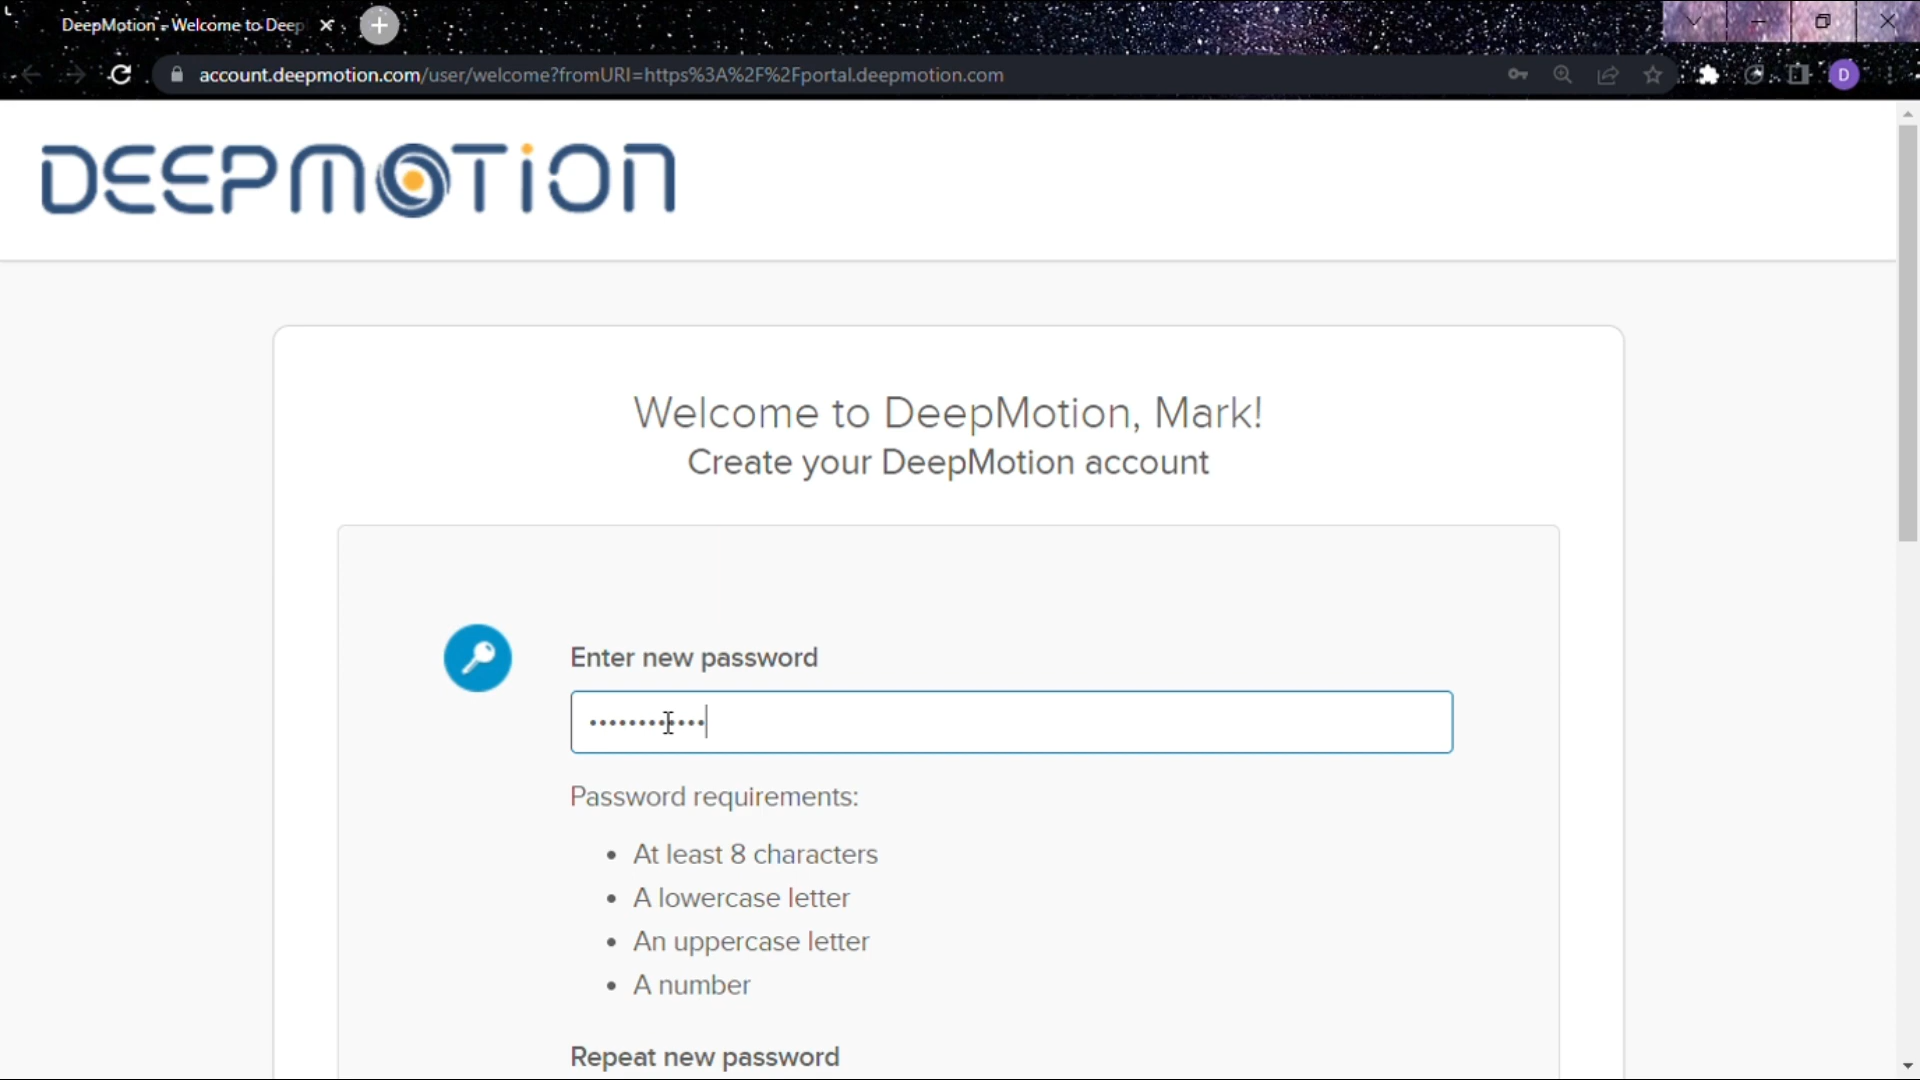 DeepMotion - Welcome to Deep
account.deepmotion.com/user/welcome?fromURI=https%3A%2F%2Fportal.deepmotion.com
D
DEEPMOTION
Welcome to DeepMotion, Mark!
Create your DeepMotion account
Enter new password
Password requirements:
• At least 8 characters
• A lowercase letter
• An uppercase letter
• A number
Repeat new password